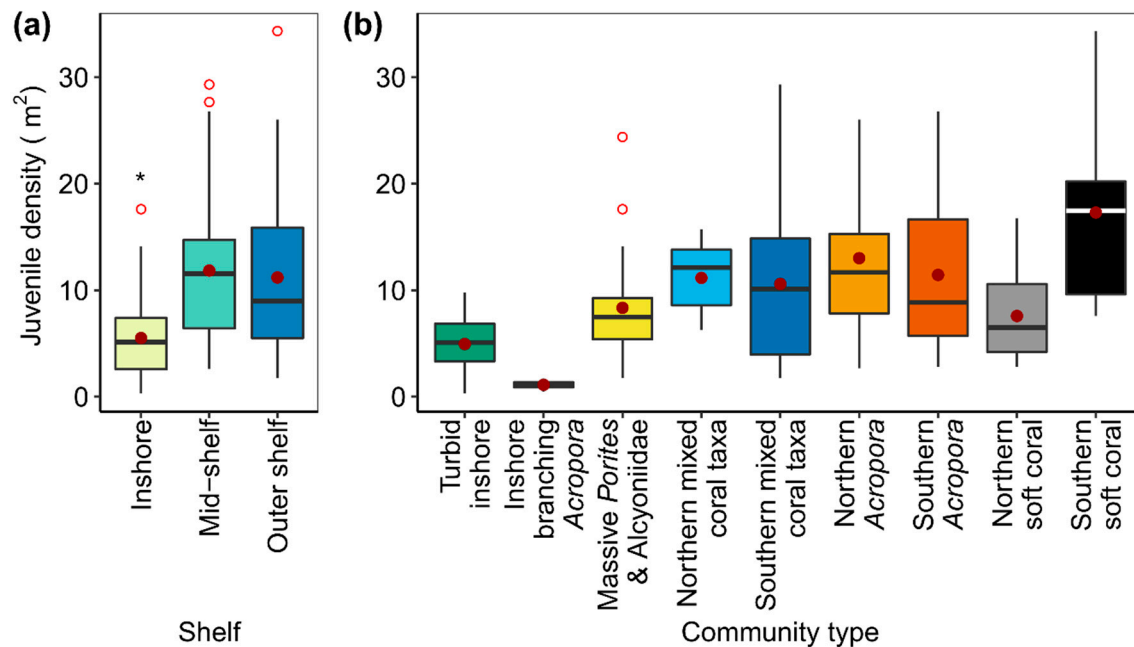 (a)
(b)
Juvenile density ( m²)
30
20
10
0
*
Inshore
Mid-shelf
Outer shelf
Shelf
30
20
10
0
Turbid
inshore
Inshore
branching
Acropora
Massive Porites
& Alcyoniidae
Northern mixed
coral taxa
Southern mixed
coral taxa
Northern
Acropora
Southern
Acropora
Northern
soft coral
Southern
soft coral
Community type